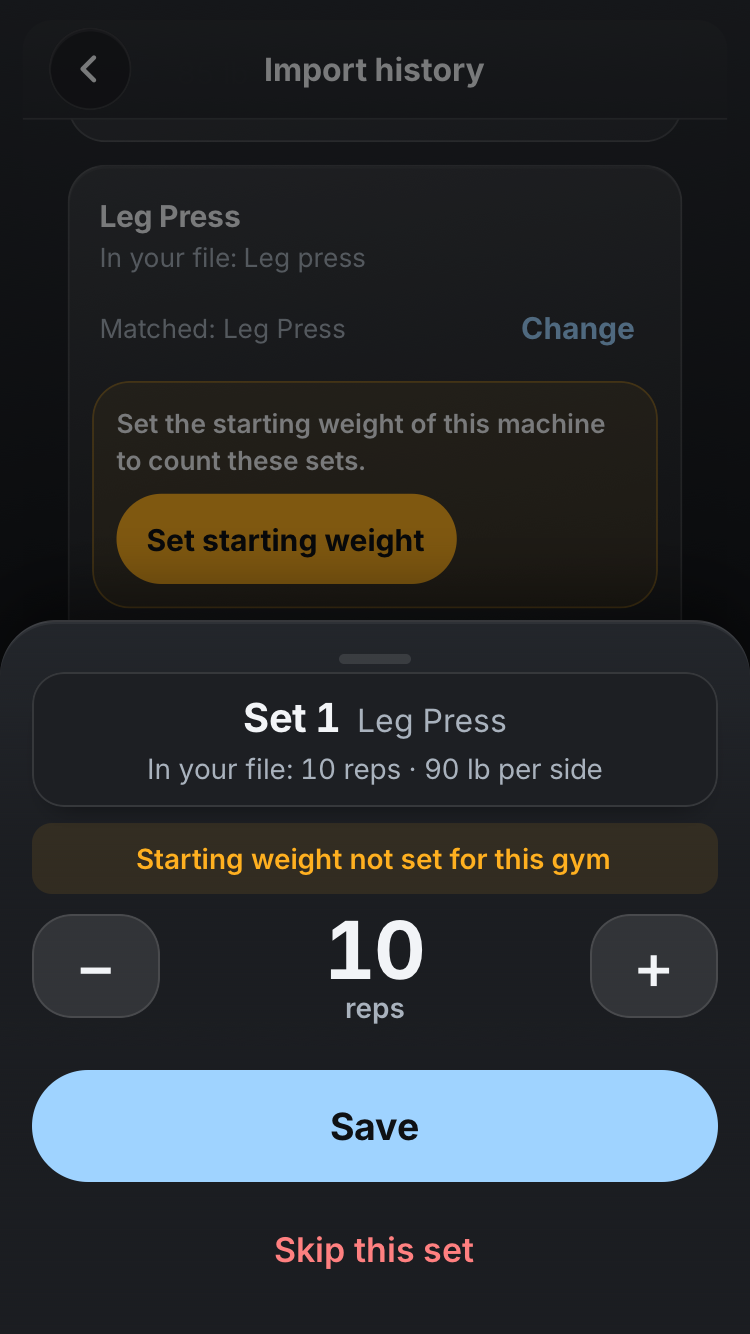 Import history
Leg Press
In your file: Leg press
Matched: Leg Press
Change
Set the starting weight of this machine
to count these sets.
Set starting weight
Set 1 Leg Press
In your file: 10 reps · 90 lb per side
Starting weight not set for this gym
−
10
+
reps
Save
Skip this set